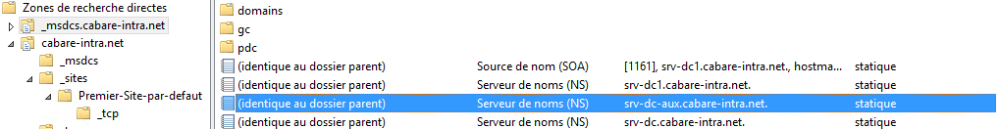 Zones de recherche directes
_msdcs.cabare-intra.net
cabare-intra.net
_msdcs
_sites
Premier-Site-par-defaut
_tcp
domains
gc
pdc
(identique au dossier parent) Source de nom (SOA) [1161], srv-dc1.cabare-intra.net., hostma... statique
(identique au dossier parent) Serveur de noms (NS) srv-dc1.cabare-intra.net. statique
(identique au dossier parent) Serveur de noms (NS) srv-dc-aux.cabare-intra.net. statique
(identique au dossier parent) Serveur de noms (NS) srv-dc.cabare-intra.net. statique